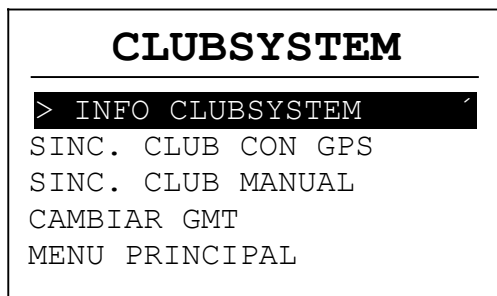 CLUBSYSTEM
> INFO CLUBSYSTEM ´
SINC. CLUB CON GPS
SINC. CLUB MANUAL
CAMBIAR GMT
MENU PRINCIPAL